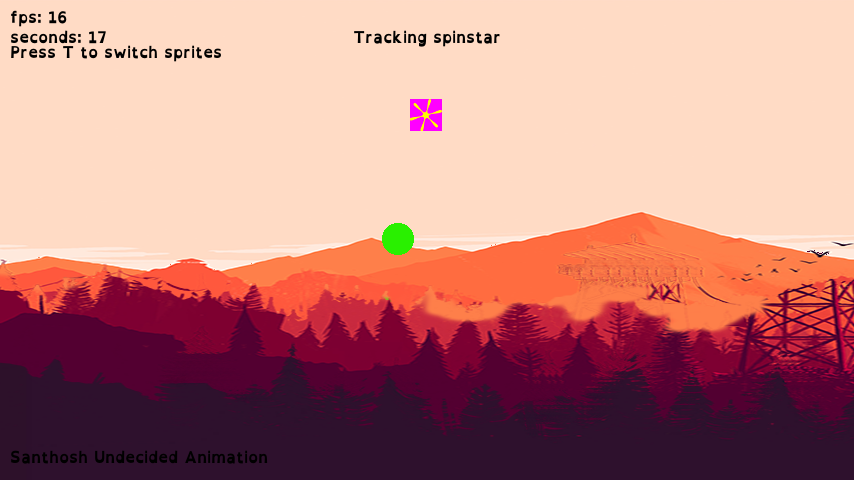 fps: 16
seconds: 17
Press T to switch sprites
Tracking spinstar
Santhosh Undecided Animation